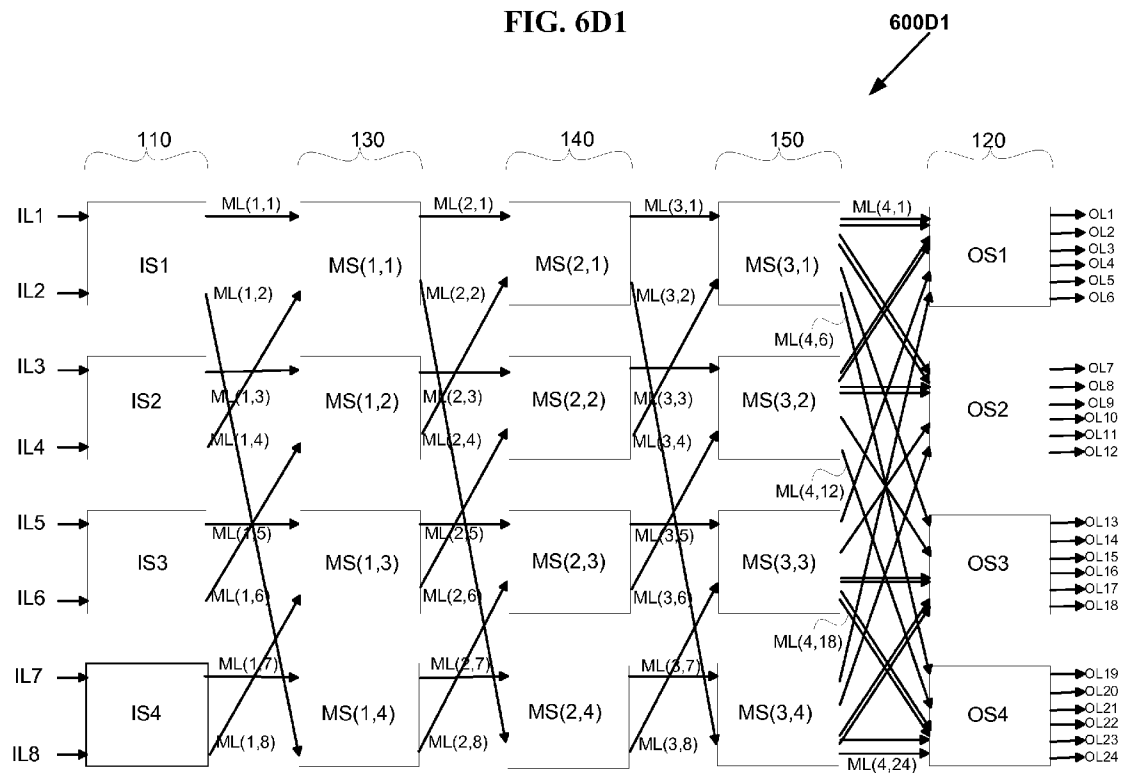 FIG. 6D1
600D1
110 130 140 150 120
ML(1,1) ML(2,1) ML(3,1) ML(4,1)
IL1
IS1
MS(1,1)
MS(2,1)
MS(3,1)
OS1
OL1
OL2
OL3
OL4
OL5
OL6
IL2
ML(1,2) ML(2,2) ML(3,2)
ML(4,6)
IL3
IS2
MS(1,2)
MS(2,2)
MS(3,2)
OS2
OL7
OL8
OL9
OL10
OL11
OL12
ML(1,3) ML(2,3) ML(3,3)
IL4
ML(1,4) ML(2,4) ML(3,4)
ML(4,12)
IL5
ML(1,5) ML(2,5) ML(3,5)
IS3
MS(1,3)
MS(2,3)
MS(3,3)
OS3
OL13
OL14
OL15
OL16
OL17
OL18
IL6
ML(1,6) ML(2,6) ML(3,6)
ML(4,18)
IL7
ML(1,7) ML(2,7) ML(3,7)
IS4
MS(1,4)
MS(2,4)
MS(3,4)
OS4
OL19
OL20
OL21
OL22
OL23
OL24
IL8
ML(1,8) ML(2,8) ML(3,8)
ML(4,24)